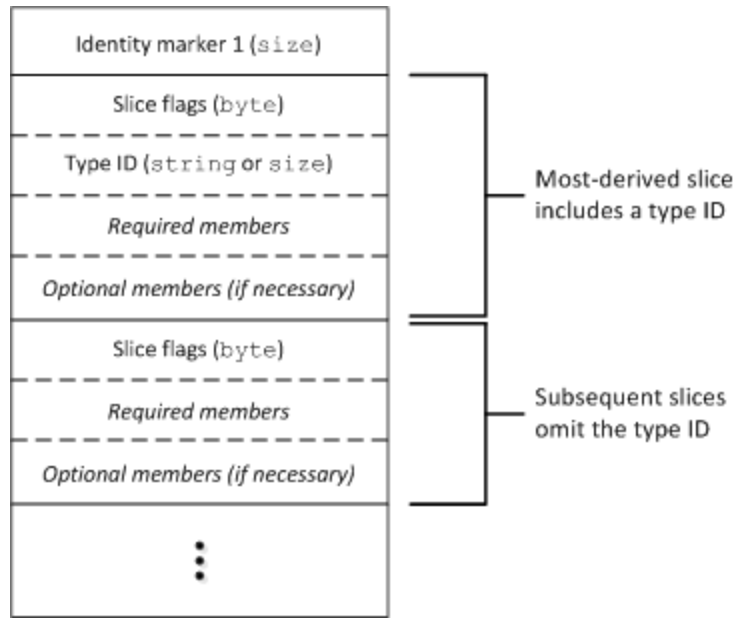 Identity marker 1 (size)
Slice flags (byte)
Type ID (string or size)
Required members
Optional members (if necessary)
Most-derived slice
includes a type ID
Slice flags (byte)
Required members
Optional members (if necessary)
Subsequent slices
omit the type ID